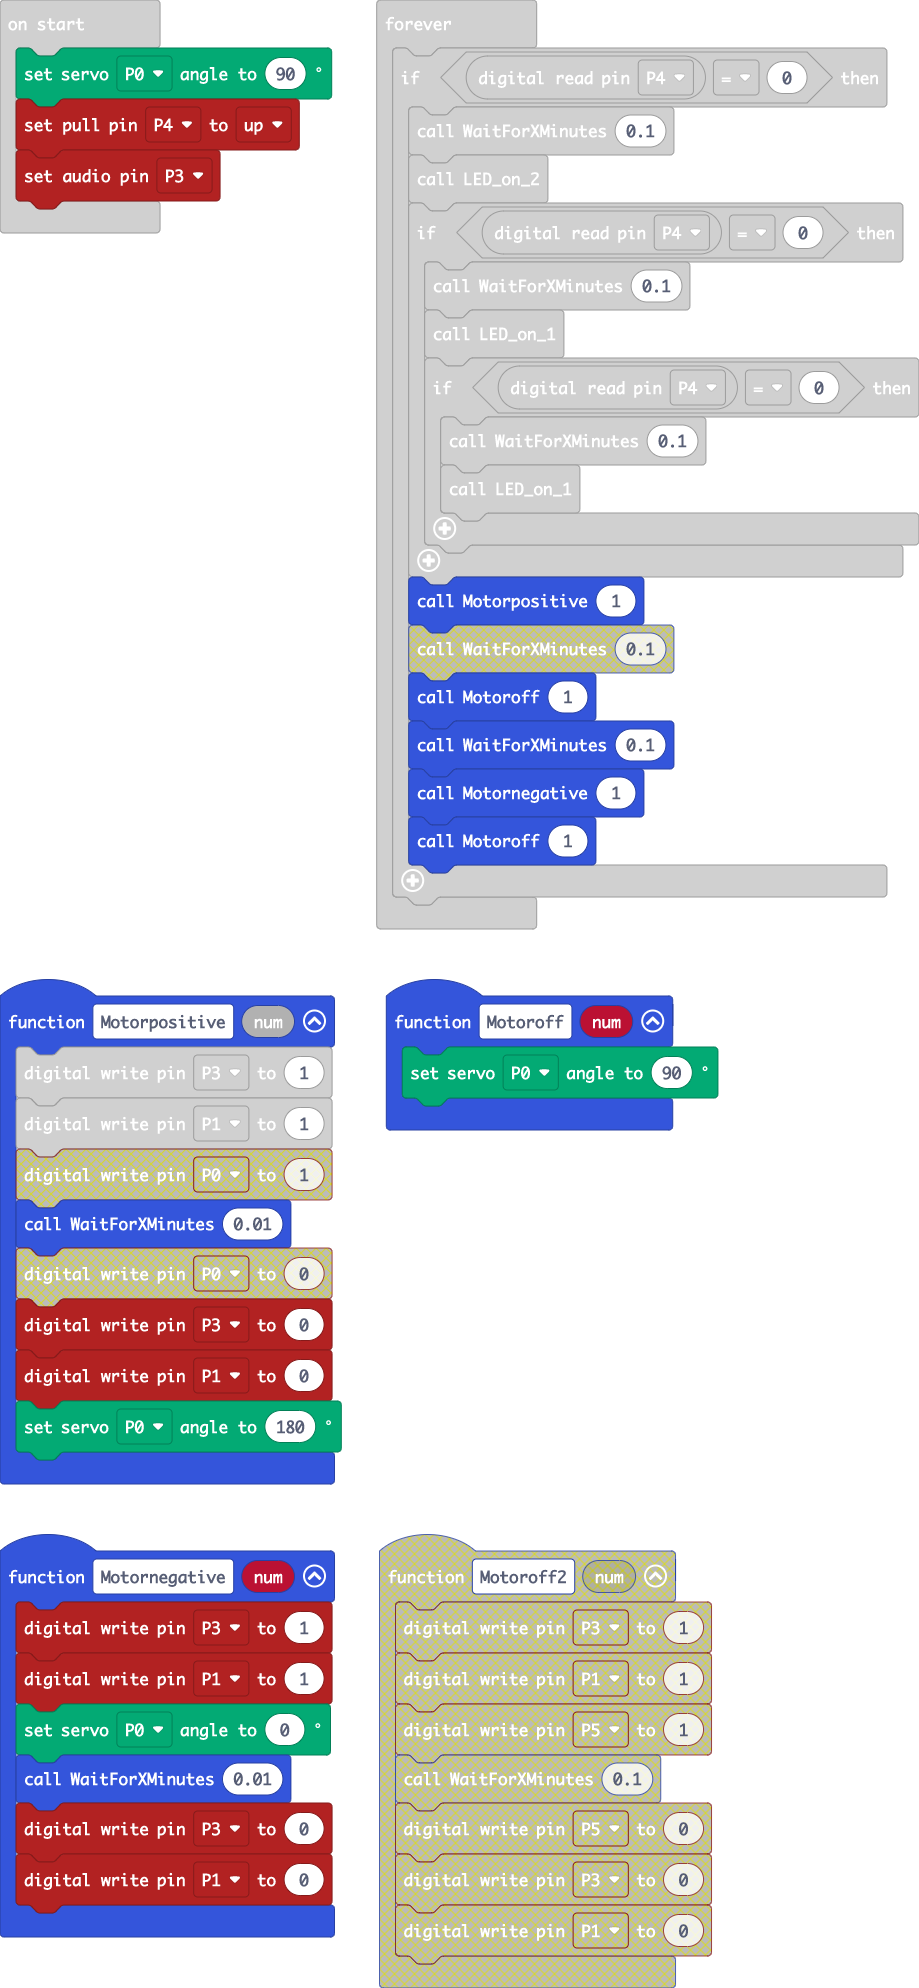 on start
set servo P0 angle to 90 °
set pull pin P4 to up
set audio pin P3
forever
if digital read pin P4 = 0 then
call WaitForXMinutes 0.1
call LED_on_2
if digital read pin P4 = 0 then
call WaitForXMinutes 0.1
call LED_on_1
if digital read pin P4 = 0 then
call WaitForXMinutes 0.1
call LED_on_1
call Motorpositive 1
call WaitForXMinutes 0.1
call Motoroff 1
call WaitForXMinutes 0.1
call Motornegative 1
call Motoroff 1
function Motorpositive num
digital write pin P3 to 1
digital write pin P1 to 1
digital write pin P0 to 1
call WaitForXMinutes 0.01
digital write pin P0 to 0
digital write pin P3 to 0
digital write pin P1 to 0
set servo P0 angle to 180 °
function Motoroff num
set servo P0 angle to 90 °
function Motornegative num
digital write pin P3 to 1
digital write pin P1 to 1
set servo P0 angle to 0 °
call WaitForXMinutes 0.01
digital write pin P3 to 0
digital write pin P1 to 0
function Motoroff2 num
digital write pin P3 to 1
digital write pin P1 to 1
digital write pin P5 to 1
call WaitForXMinutes 0.1
digital write pin P5 to 0
digital write pin P3 to 0
digital write pin P1 to 0